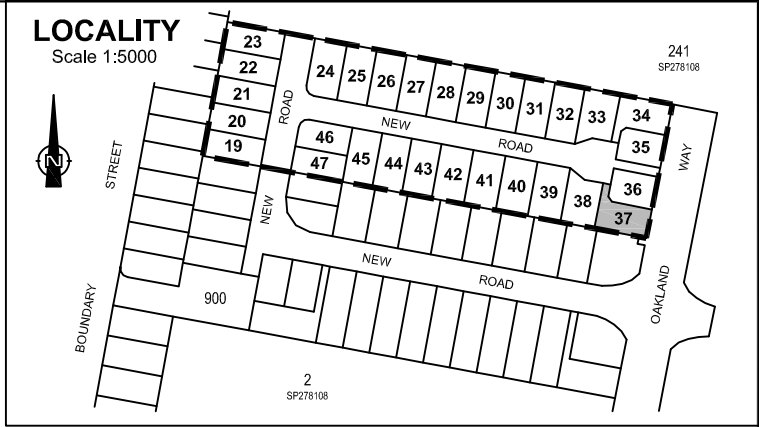 LOCALITY
Scale 1:5000
241
SP278108
23
22
21
20
19
24
25
26
27
28
29
30
31
32
33
34
35
36
37
38
39
40
41
42
43
44
45
46
47
ROAD
NEW
NEW
ROAD
NEW
ROAD
WAY
OAKLAND
STREET
BOUNDARY
N
900
2
SP278108